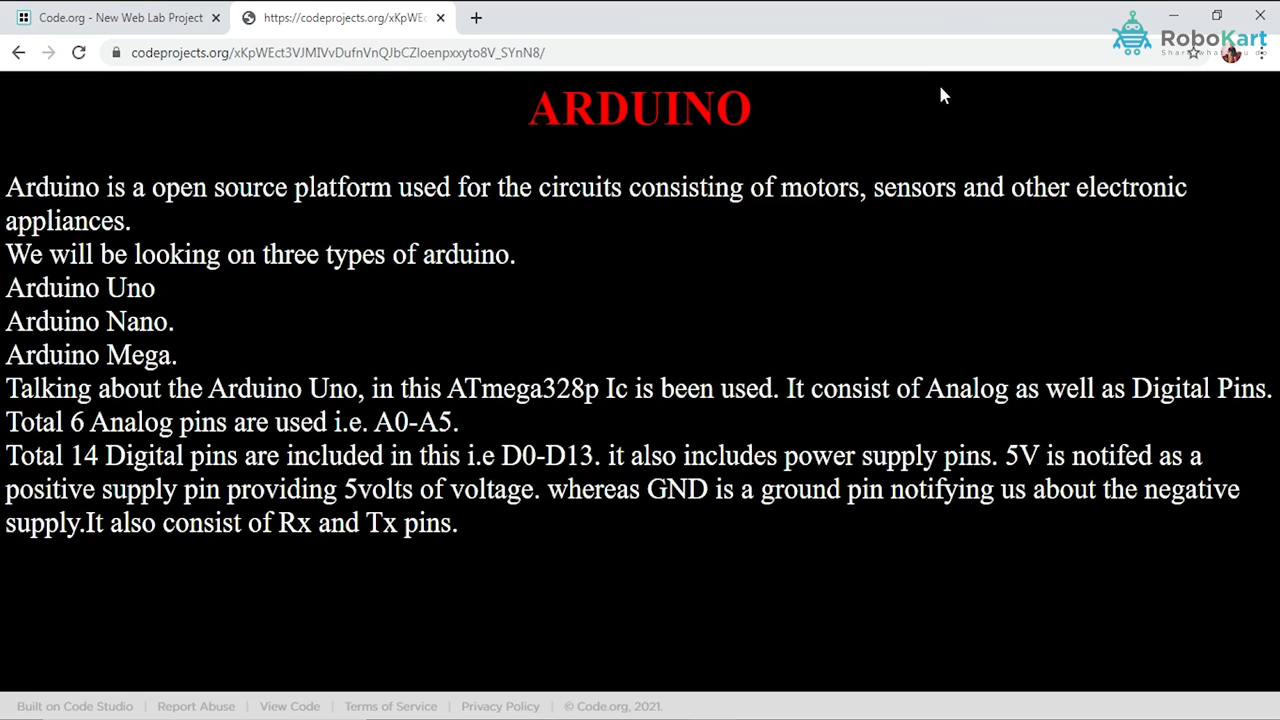 Code.org - New Web Lab Project
https://codeprojects.org/xKpWEc
RoboKart
Share what you do
codeprojects.org/xKpWEct3VJMIVvDufnVnQJbCZIgenpxxyto8V_SYnN8/
ARDUINO
Arduino is a open source platform used for the circuits consisting of motors, sensors and other electronic
appliances.
We will be looking on three types of arduino.
Arduino Uno
Arduino Nano.
Arduino Mega.
Talking about the Arduino Uno, in this ATmega328p Ic is been used. It consist of Analog as well as Digital Pins.
Total 6 Analog pins are used i.e. A0-A5.
Total 14 Digital pins are included in this i.e D0-D13. it also includes power supply pins. 5V is notifed as a
positive supply pin providing 5volts of voltage. whereas GND is a ground pin notifying us about the negative
supply.It also consist of Rx and Tx pins.
Built on Code Studio Report Abuse View Code Terms of Service Privacy Policy © Code.org, 2021.